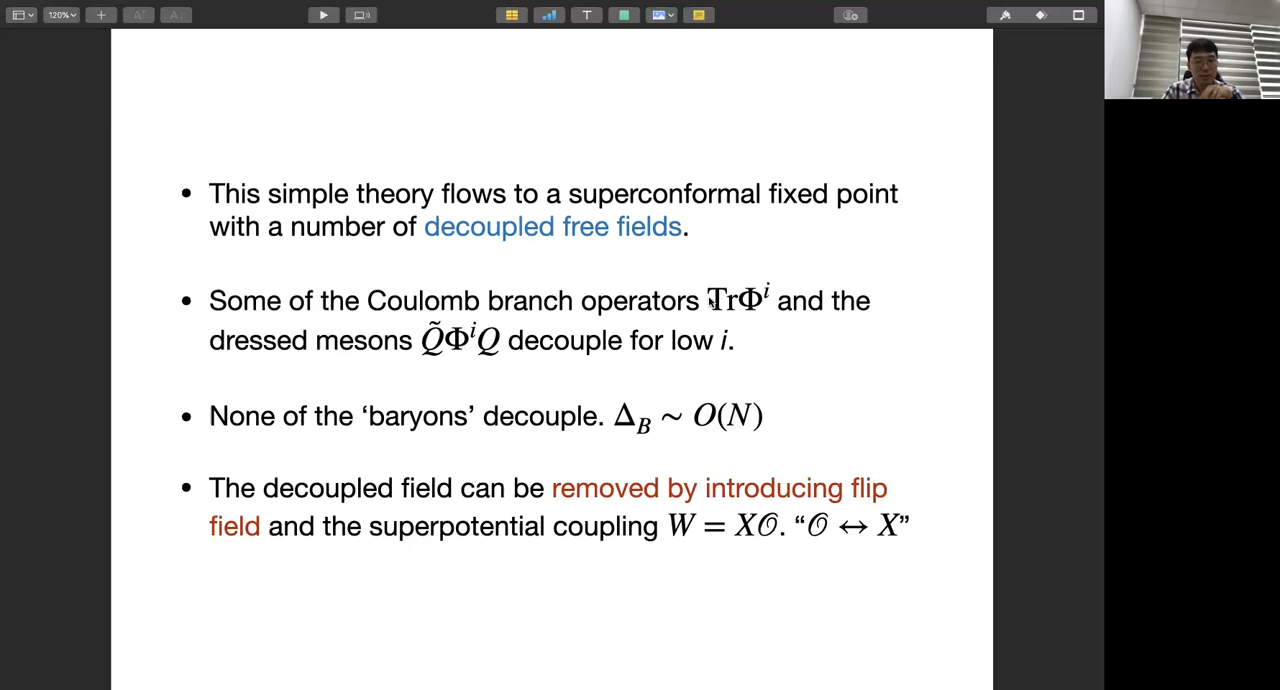 120%
T
• This simple theory flows to a superconformal fixed point
with a number of decoupled free fields.
• Some of the Coulomb branch operators TrΦ^i and the
dressed mesons Q̃Φ^iQ decouple for low i.
• None of the ‘baryons’ decouple. Δ_B ∼ O(N)
• The decoupled field can be removed by introducing flip
field and the superpotential coupling W = X𝒪. “𝒪 ↔ X”